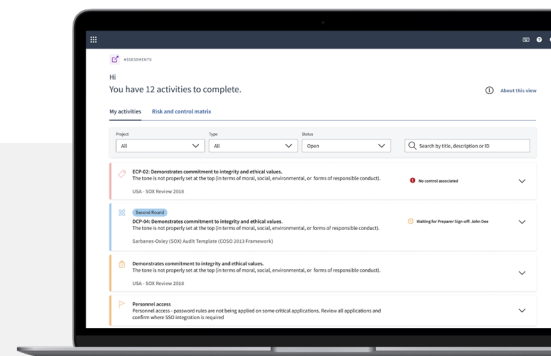 ASSESSMENTS
Hi
You have 12 activities to complete.
About this view
My activities Risk and control matrix
Project Type Status
All All Open Search by title, description or ID
ECP-02: Demonstrates commitment to integrity and ethical values.
The tone is not properly set at the top [in terms of moral, social, environmental, or forms of responsible conduct).
No control associated
USA - SOX Review 2018
Second Round
DCP-04: Demonstrates commitment to integrity and ethical values.
The tone is not properly set at the top [in terms of moral, social, environmental, or forms of responsible conduct).
Waiting for Preparer Sign-off: John Doe
Sarbanes-Oxley (SOX) Audit Template (COSO 2013 Framework)
Demonstrates commitment to integrity and ethical values.
The tone is not properly set at the top [in terms of moral, social, environmental, or forms of responsible conduct).
USA - SOX Review 2018
Personnel access
Personnel access - password rules are not being applied on some critical applications. Review all applications and
confirm where SSO integration is required